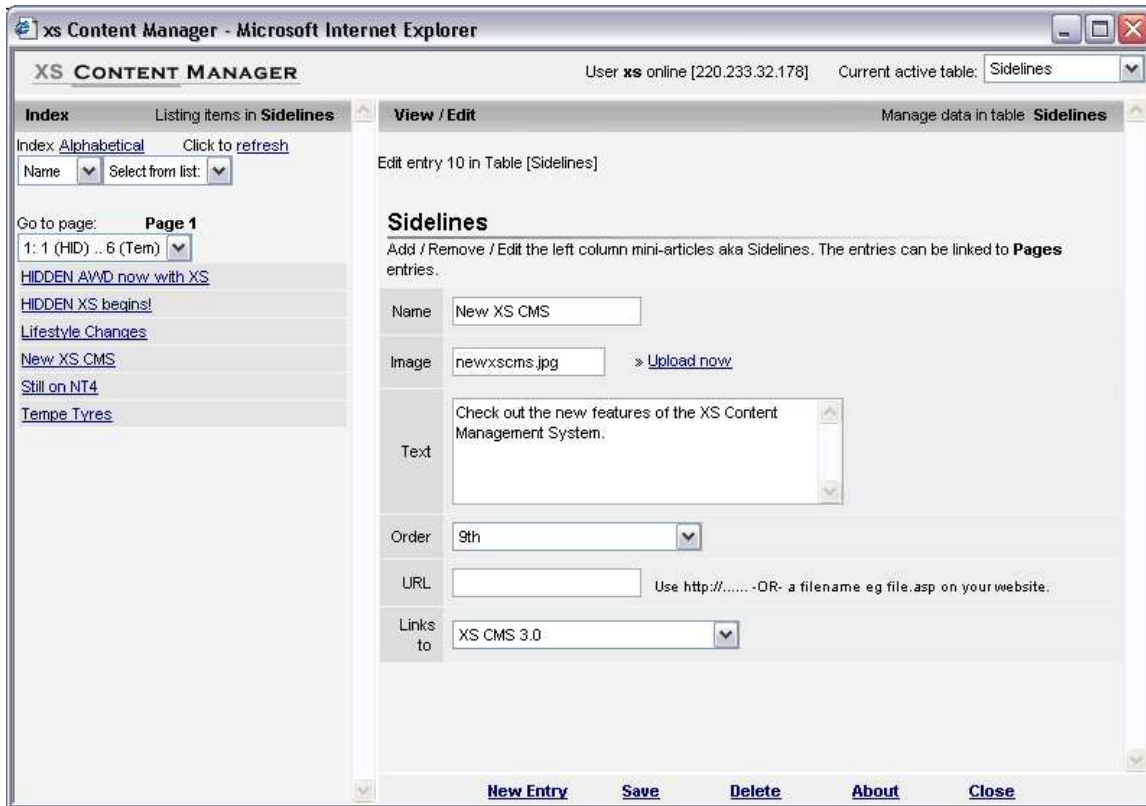 xs Content Manager - Microsoft Internet Explorer
XS CONTENT MANAGER
User xs online [220.233.32.178]
Current active table: Sidelines
Index Listing items in Sidelines
Index Alphabetical Click to refresh
Name Select from list:
Go to page: Page 1
1: 1 (HID) .. 6 (Tem)
HIDDEN AWD now with XS
HIDDEN XS begins!
Lifestyle Changes
New XS CMS
Still on NT4
Tempe Tyres
View / Edit Manage data in table Sidelines
Edit entry 10 in Table [Sidelines]
Sidelines
Add / Remove / Edit the left column mini-articles aka Sidelines. The entries can be linked to Pages
entries.
Name New XS CMS
Image newxscms.jpg » Upload now
Text Check out the new features of the XS Content
Management System.
Order 9th
URL Use http://...... -OR- a filename eg file.asp on your website.
Links
to XS CMS 3.0
New Entry Save Delete About Close